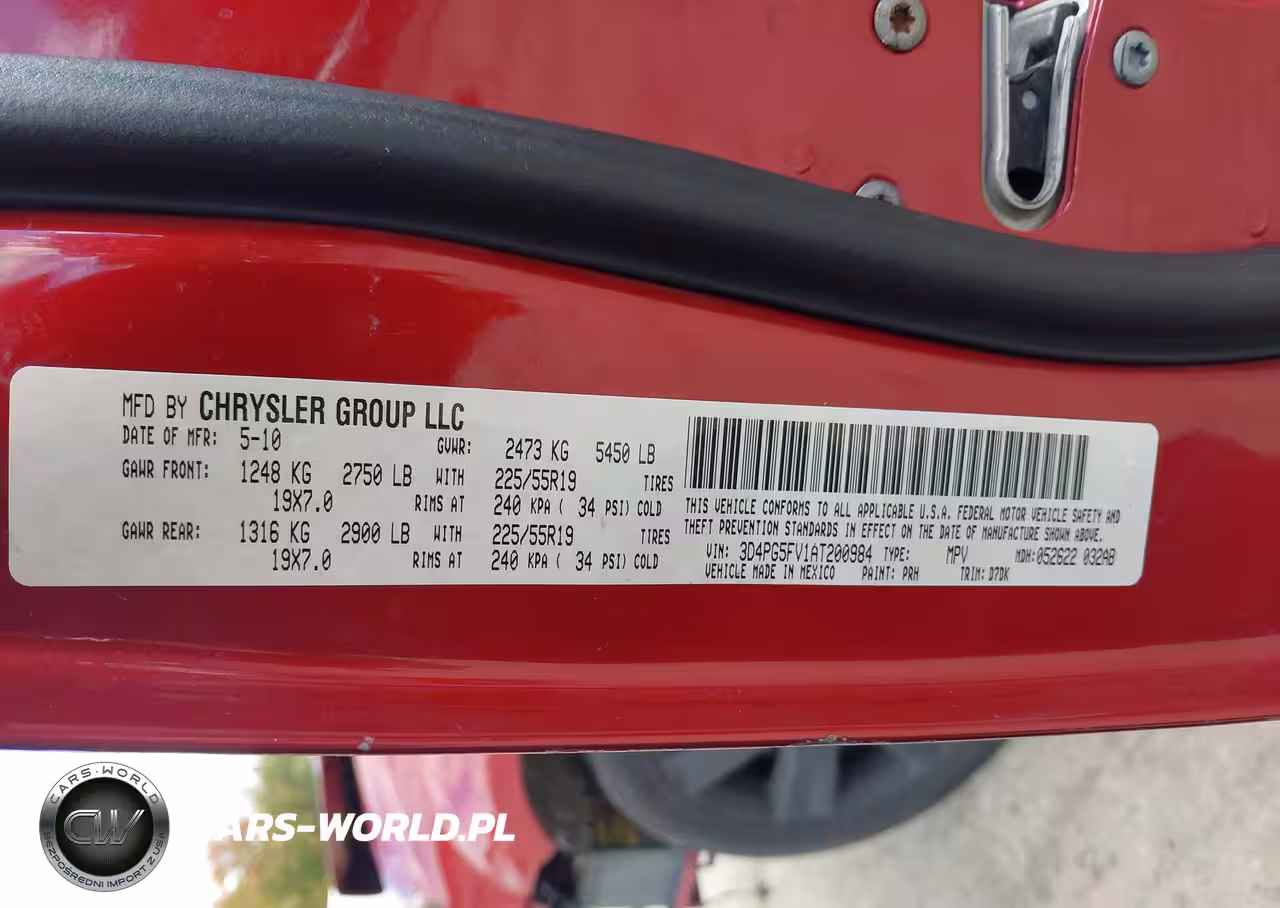 MFD BY CHRYSLER GROUP LLC
DATE OF MFR: 5-10 GVWR: 2473 KG 5450 LB
GAWR FRONT: 1248 KG 2750 LB WITH 225/55R19 TIRES
19X7.0 RIMS AT 240 KPA ( 34 PSI) COLD
GAWR REAR: 1316 KG 2900 LB WITH 225/55R19 TIRES
19X7.0 RIMS AT 240 KPA ( 34 PSI) COLD
THIS VEHICLE CONFORMS TO ALL APPLICABLE U.S.A. FEDERAL MOTOR VEHICLE SAFETY AND
THEFT PREVENTION STANDARDS IN EFFECT ON THE DATE OF MANUFACTURE SHOWN ABOVE.
VIN: 3D4PG5FV1AT200984 TYPE: MPV MDH:052622 032AB
VEHICLE MADE IN MEXICO PAINT: PRH TRIM: D7DK
CARS-WORLD
CW
BEZPOŚREDNI IMPORT Z USA
CARS-WORLD.PL